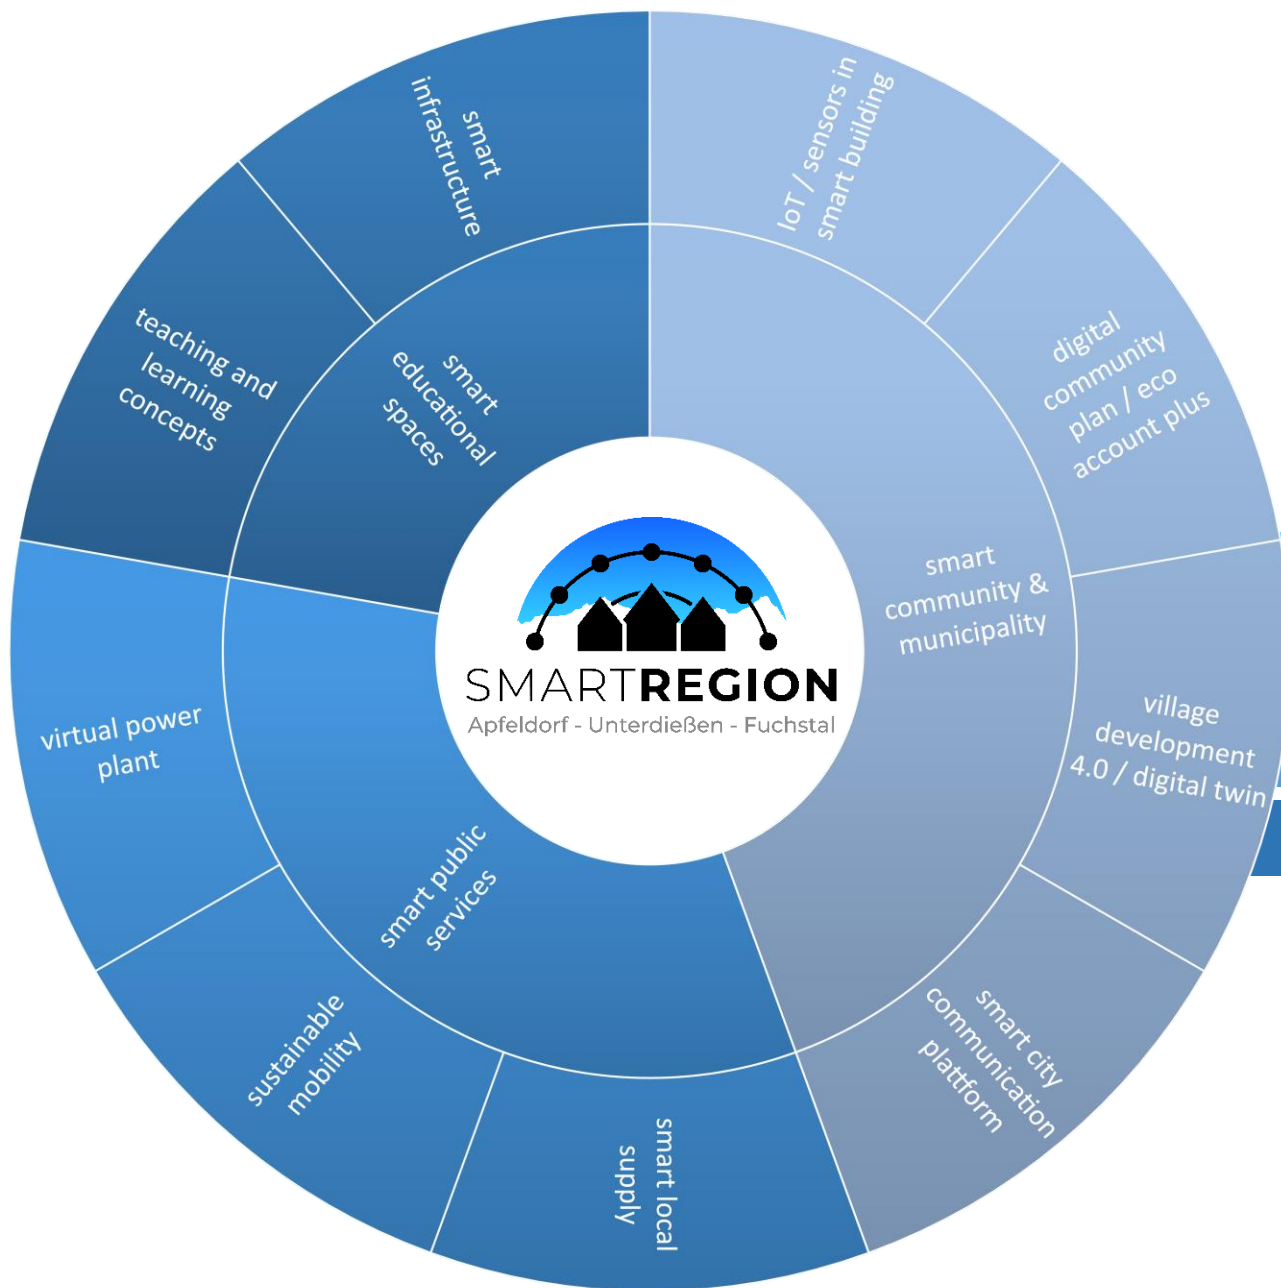 smart
infrastructure
IoT / sensors in
smart building
teaching and
learning
concepts
smart
educational
spaces
digital
community
plan / eco
account plus
smart
community &
municipality
SMARTREGION
Apfeldorf - Unterdießen - Fuchstal
village
development
4.0 / digital twin
virtual power
plant
smart public
services
sustainable
mobility
smart city
communication
plattform
smart local
supply